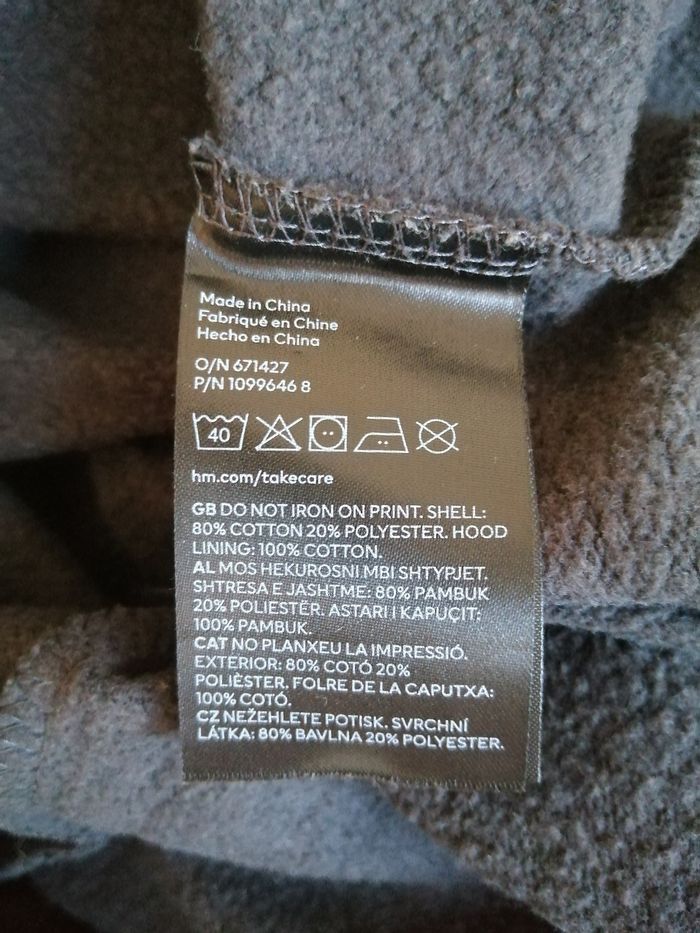 Made in China
Fabriqué en Chine
Hecho en China
O/N 671427
P/N 1099646 8
40
hm.com/takecare
GB DO NOT IRON ON PRINT. SHELL:
80% COTTON 20% POLYESTER. HOOD
LINING: 100% COTTON.
AL MOS HEKUROSNI MBI SHTYPJET.
SHTRESA E JASHTME: 80% PAMBUK
20% POLIESTËR. ASTARI I KAPUÇIT:
100% PAMBUK.
CAT NO PLANXEU LA IMPRESSIÓ.
EXTERIOR: 80% COTÓ 20%
POLIÈSTER. FOLRE DE LA CAPUTXA:
100% COTÓ.
CZ NEŽEHLETE POTISK. SVRCHNÍ
LÁTKA: 80% BAVLNA 20% POLYESTER.